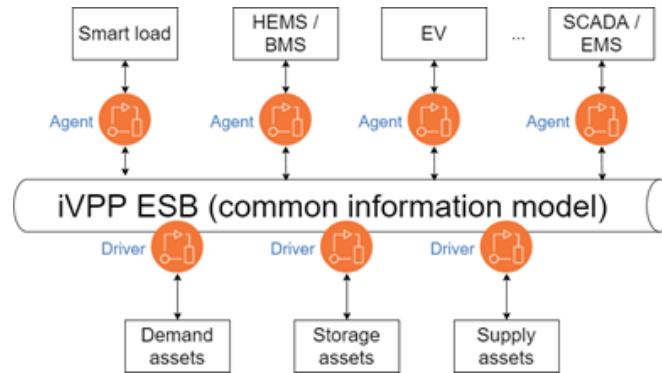 Smart load
HEMS /
BMS
EV
...
SCADA /
EMS
Agent
Agent
Agent
Agent
iVPP ESB (common information model)
Driver
Driver
Driver
Demand
assets
Storage
assets
Supply
assets